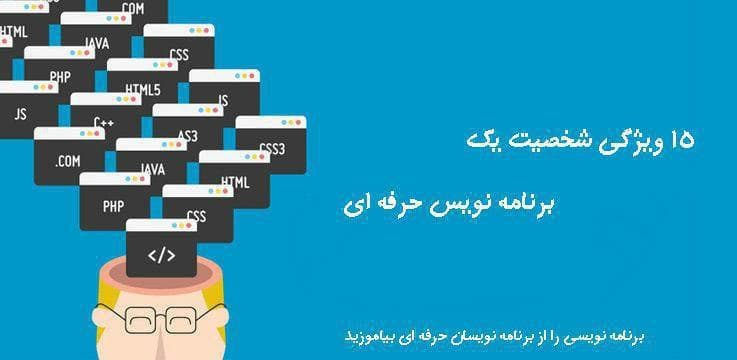 COM
HTML
JAVA
CSS
PHP
HTML5
JS
JS
C++
AS3
CSS3
.COM
JAVA
HTML
PHP
CSS
</>
۱۵ ویژگی شخصیت یک
برنامه نویس حرفه ای
برنامه نویسی را از برنامه نویسان حرفه ای بیاموزید